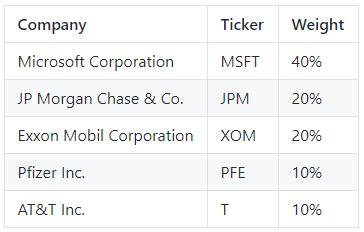 Company Ticker Weight
Microsoft Corporation MSFT 40%
JP Morgan Chase & Co. JPM 20%
Exxon Mobil Corporation XOM 20%
Pfizer Inc. PFE 10%
AT&T Inc. T 10%